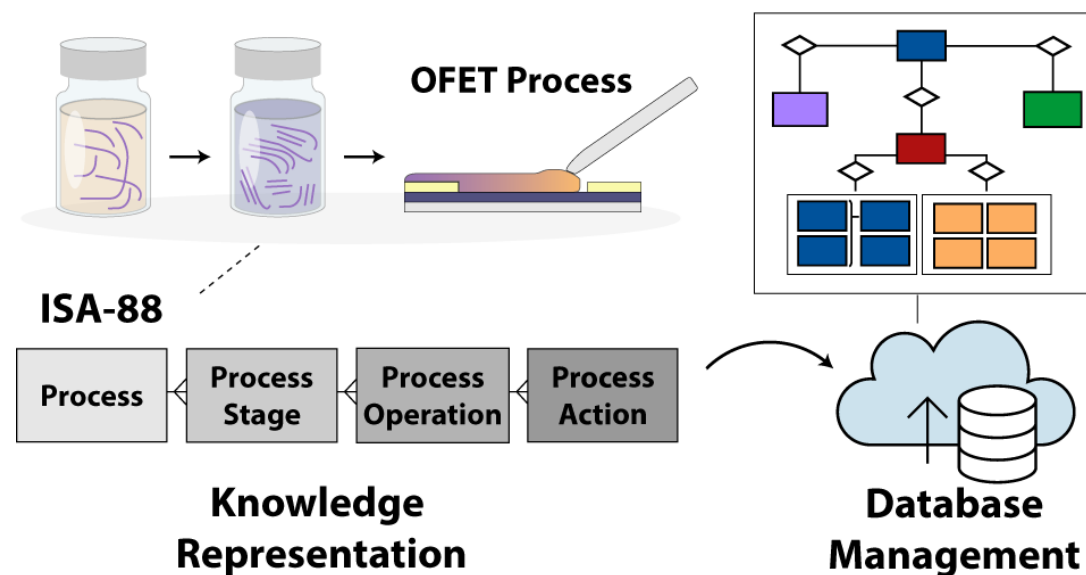 OFET Process
ISA-88
Process
Process
Stage
Process
Operation
Process
Action
Knowledge
Representation
Database
Management